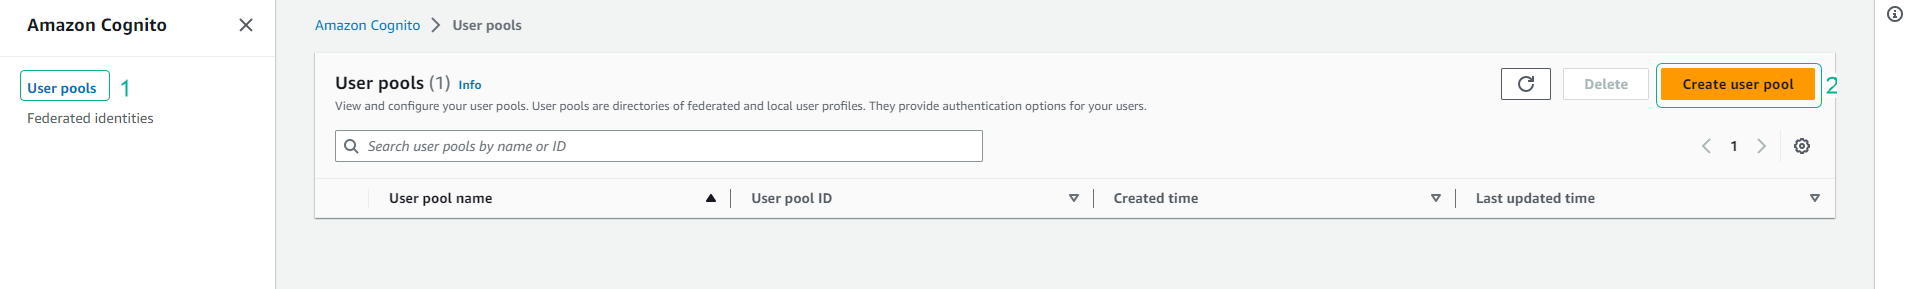 Amazon Cognito
User pools 1
Federated identities
Amazon Cognito User pools
User pools (1) Info
View and configure your user pools. User pools are directories of federated and local user profiles. They provide authentication options for your users.
Delete
Create user pool 2
Search user pools by name or ID
1
User pool name User pool ID Created time Last updated time